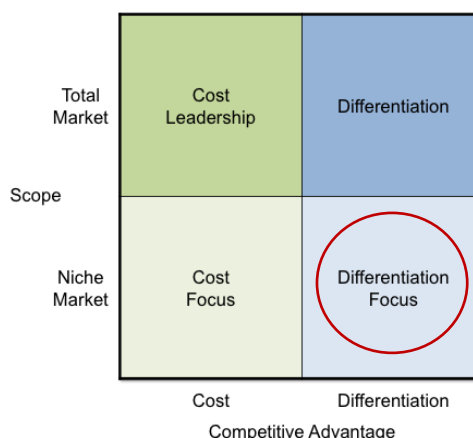 Total
Market
Cost
Leadership
Differentiation
Scope
Niche
Market
Cost
Focus
Differentiation
Focus
Cost
Differentiation
Competitive Advantage